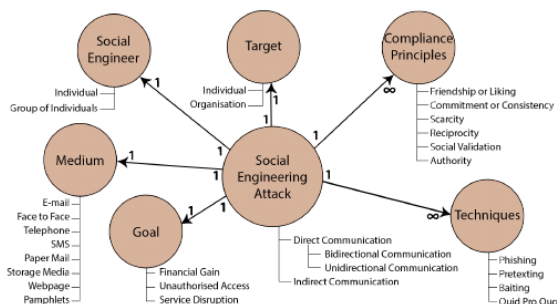 Social
Engineer
Individual
Group of Individuals
1
Target
Individual
Organisation
1
Compliance
Principles
Friendship or Liking
Commitment or Consistency
Scarcity
Reciprocity
Social Validation
Authority
∞
Medium
E-mail
Face to Face
Telephone
SMS
Paper Mail
Storage Media
Webpage
Pamphlets
1
Goal
Financial Gain
Unauthorised Access
Service Disruption
1
Social
Engineering
Attack
1
1
1
1
1
1
Direct Communication
Bidirectional Communication
Unidirectional Communication
Indirect Communication
Techniques
Phishing
Pretexting
Baiting
Quid Pro Quo
∞